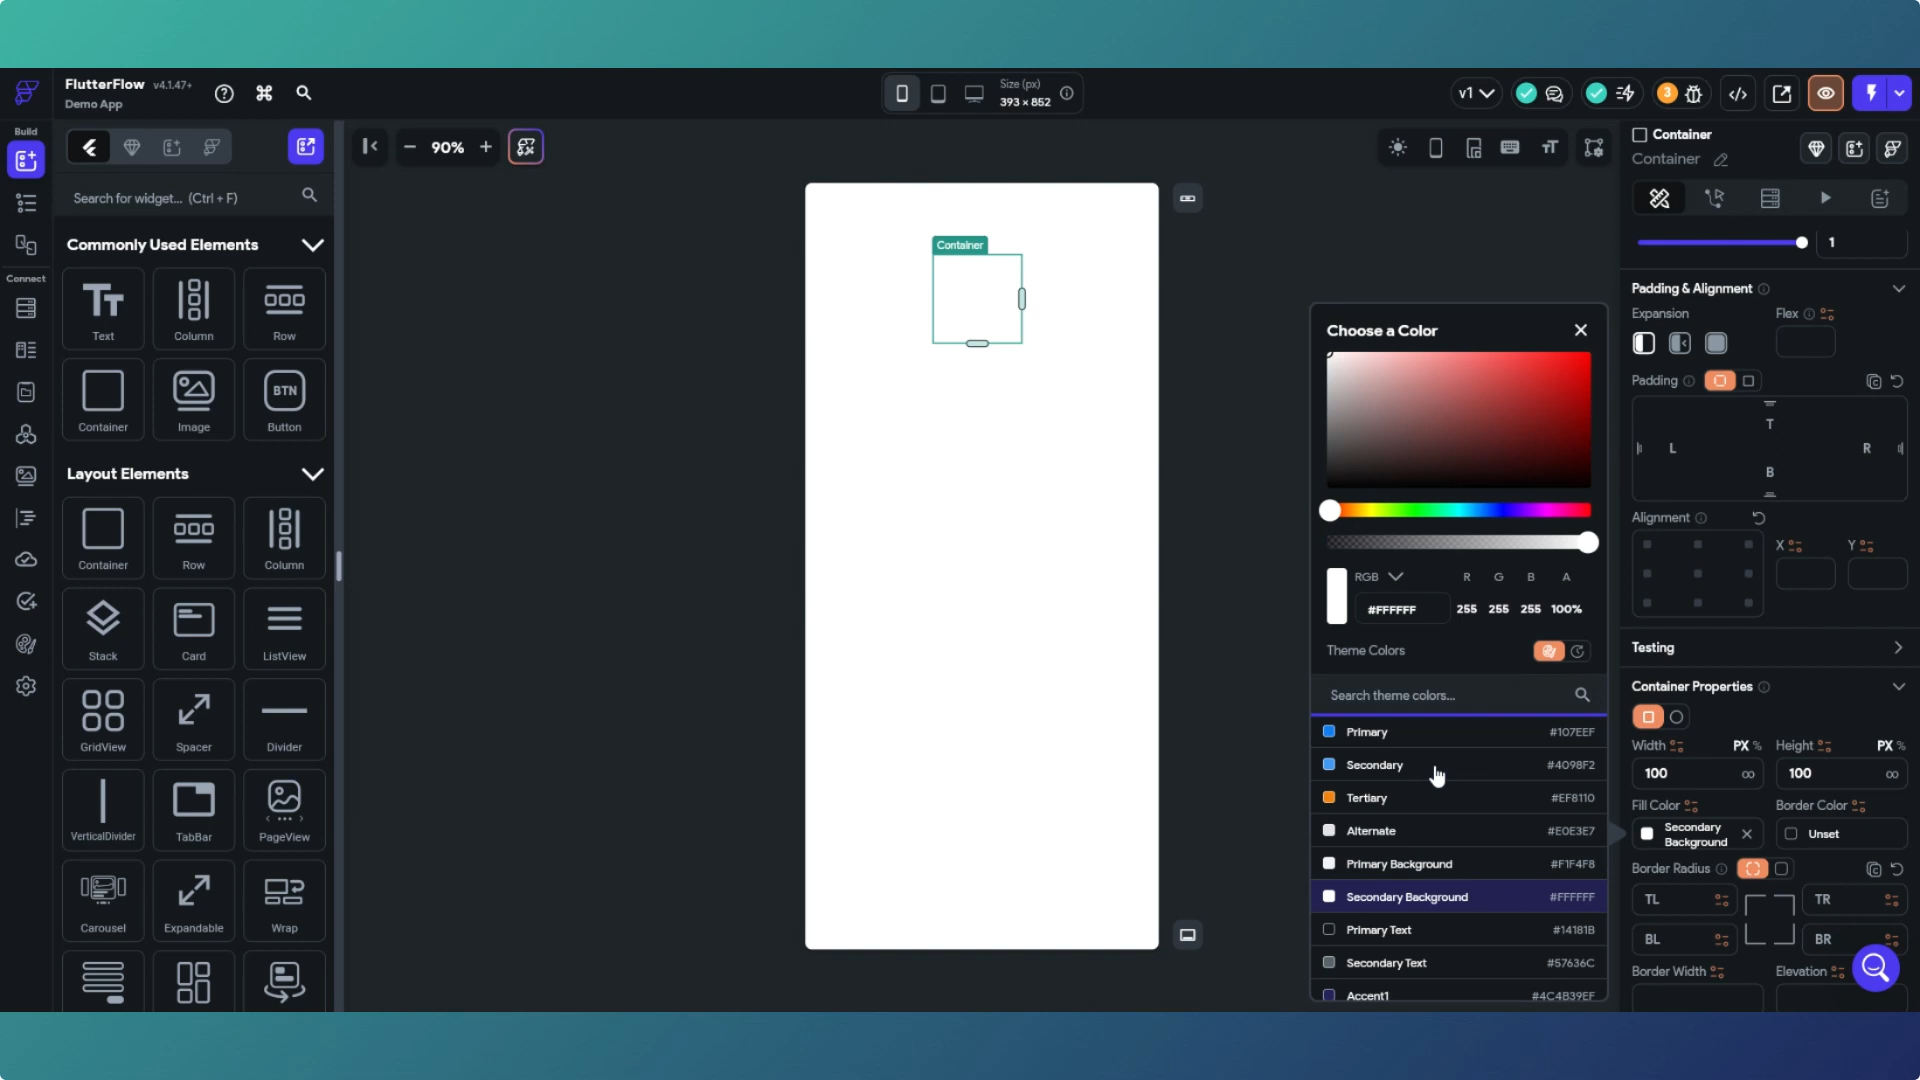 FlutterFlow v4.1.47+
Demo App
Size (px)
393 × 852
v1
3
Build
Connect
90%
Search for widget... (Ctrl + F)
Commonly Used Elements
Text
Column
Row
Container
Image
BTN
Button
Layout Elements
Container
Row
Column
Stack
Card
ListView
GridView
Spacer
Divider
VerticalDivider
TabBar
PageView
Carousel
Expandable
Wrap
Container
Choose a Color
RGB R G B A
#FFFFFF 255 255 255 100%
Theme Colors
Search theme colors...
Primary #107EEF
Secondary #4098F2
Tertiary #EF8110
Alternate #E0E3E7
Primary Background #F1F4F8
Secondary Background #FFFFFF
Primary Text #14181B
Secondary Text #57636C
Accent1 #4C4B39EF
Container
Container
1
Padding & Alignment
Expansion Flex
Padding
T
L R
B
Alignment X Y
Testing
Container Properties
Width PX % Height PX %
100 ∞ 100 ∞
Fill Color Border Color
Secondary Background Unset
Border Radius
TL TR
BL BR
Border Width Elevation